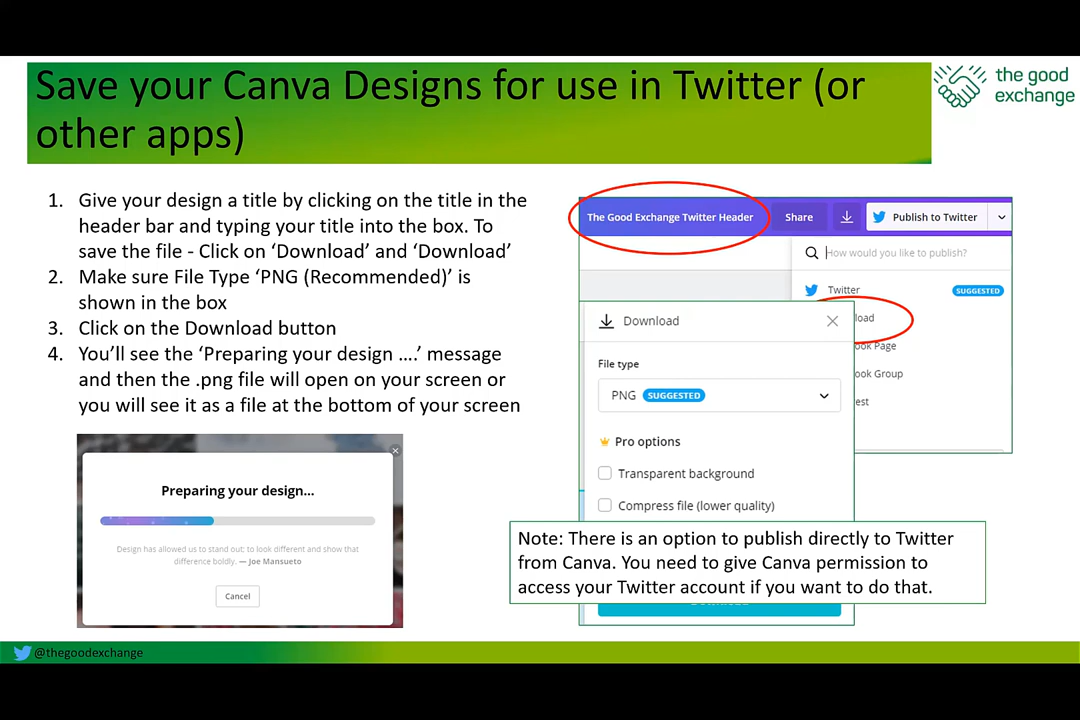 Save your Canva Designs for use in Twitter (or
other apps)
the good
exchange
1. Give your design a title by clicking on the title in the
header bar and typing your title into the box. To
save the file - Click on ‘Download’ and ‘Download’
2. Make sure File Type ‘PNG (Recommended)’ is
shown in the box
3. Click on the Download button
4. You’ll see the ‘Preparing your design ….’ message
and then the .png file will open on your screen or
you will see it as a file at the bottom of your screen
Preparing your design...
Design has allowed us to stand out; to look different and show that
difference boldly. — Joe Mansueto
Cancel
The Good Exchange Twitter Header
Share
Publish to Twitter
How would you like to publish?
Twitter SUGGESTED
load
ook Page
ook Group
est
Download
File type
PNG SUGGESTED
Pro options
Transparent background
Compress file (lower quality)
Note: There is an option to publish directly to Twitter
from Canva. You need to give Canva permission to
access your Twitter account if you want to do that.
@thegoodexchange